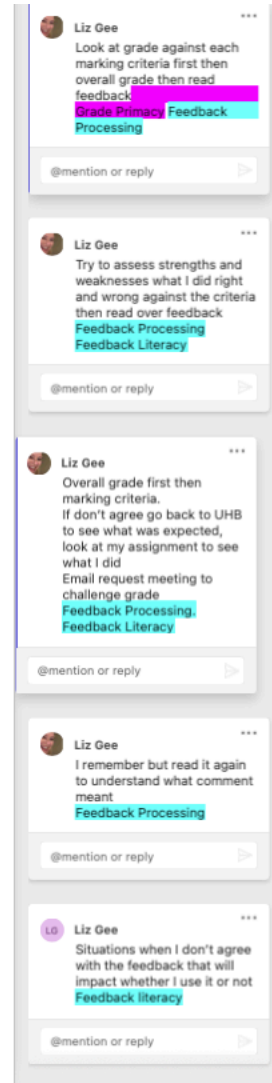 Liz Gee
Look at grade against each
marking criteria first then
overall grade then read
feedback
Grade Primacy Feedback
Processing
@mention or reply
Liz Gee
Try to assess strengths and
weaknesses what I did right
and wrong against the criteria
then read over feedback
Feedback Processing
Feedback Literacy
@mention or reply
Liz Gee
Overall grade first then
marking criteria.
If don't agree go back to UHB
to see what was expected,
look at my assignment to see
what I did
Email request meeting to
challenge grade
Feedback Processing.
Feedback Literacy
@mention or reply
Liz Gee
I remember but read it again
to understand what comment
meant
Feedback Processing
@mention or reply
LG Liz Gee
Situations when I don't agree
with the feedback that will
impact whether I use it or not
Feedback literacy
@mention or reply